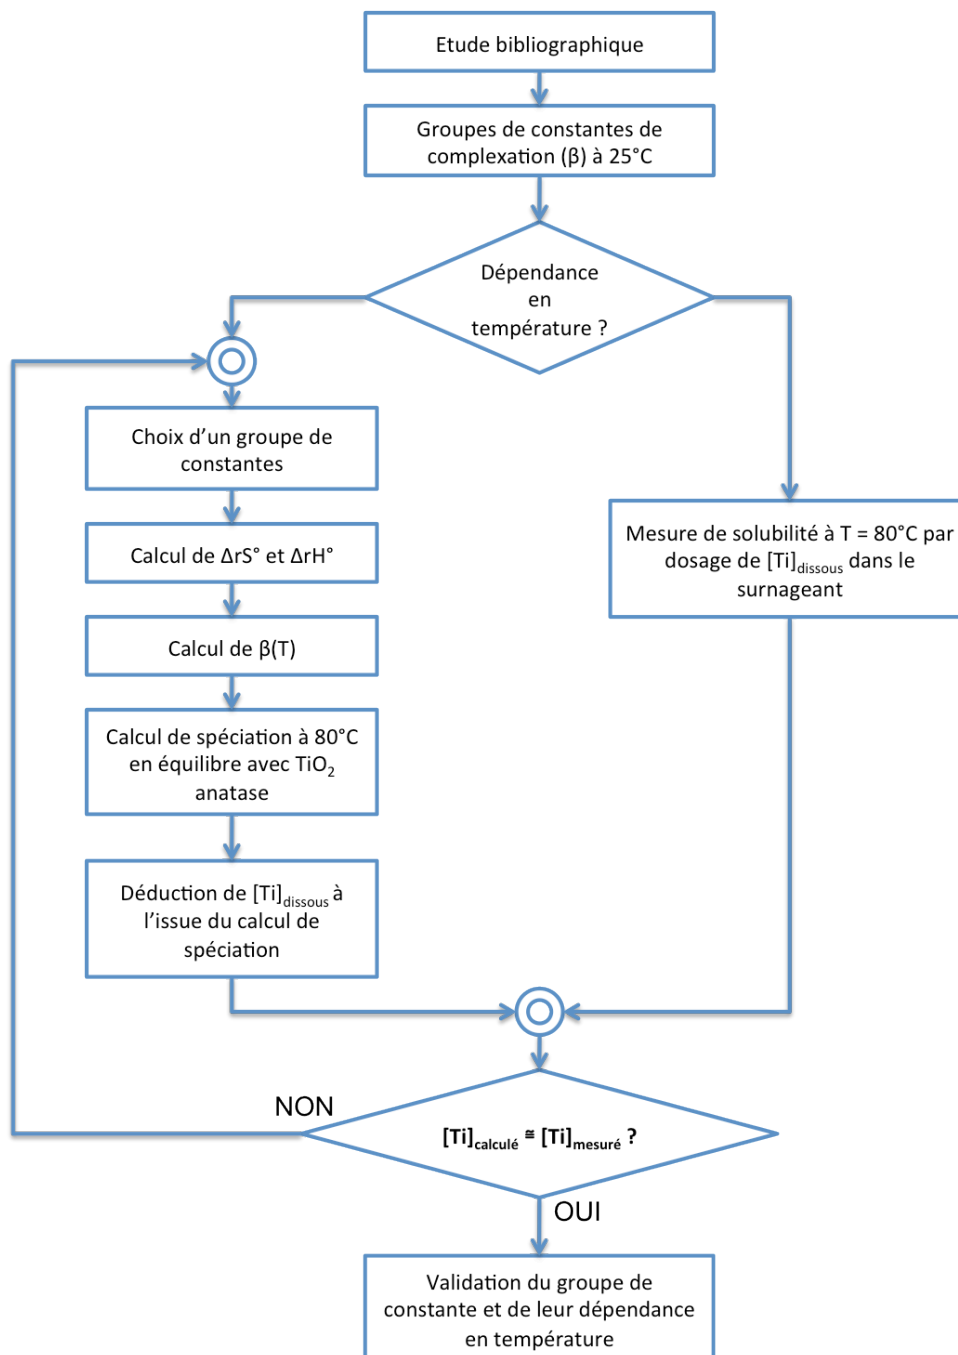 Etude bibliographique
Groupes de constantes de
complexation (β) à 25°C
Dépendance
en
température ?
Choix d’un groupe de
constantes
Calcul de ΔrS° et ΔrH°
Calcul de β(T)
Calcul de spéciation à 80°C
en équilibre avec TiO2
anatase
Déduction de [Ti]dissous à
l’issue du calcul de
spéciation
Mesure de solubilité à T = 80°C par
dosage de [Ti]dissous dans le
surnageant
NON
[Ti]calculé ≅ [Ti]mesuré ?
OUI
Validation du groupe de
constante et de leur dépendance
en température